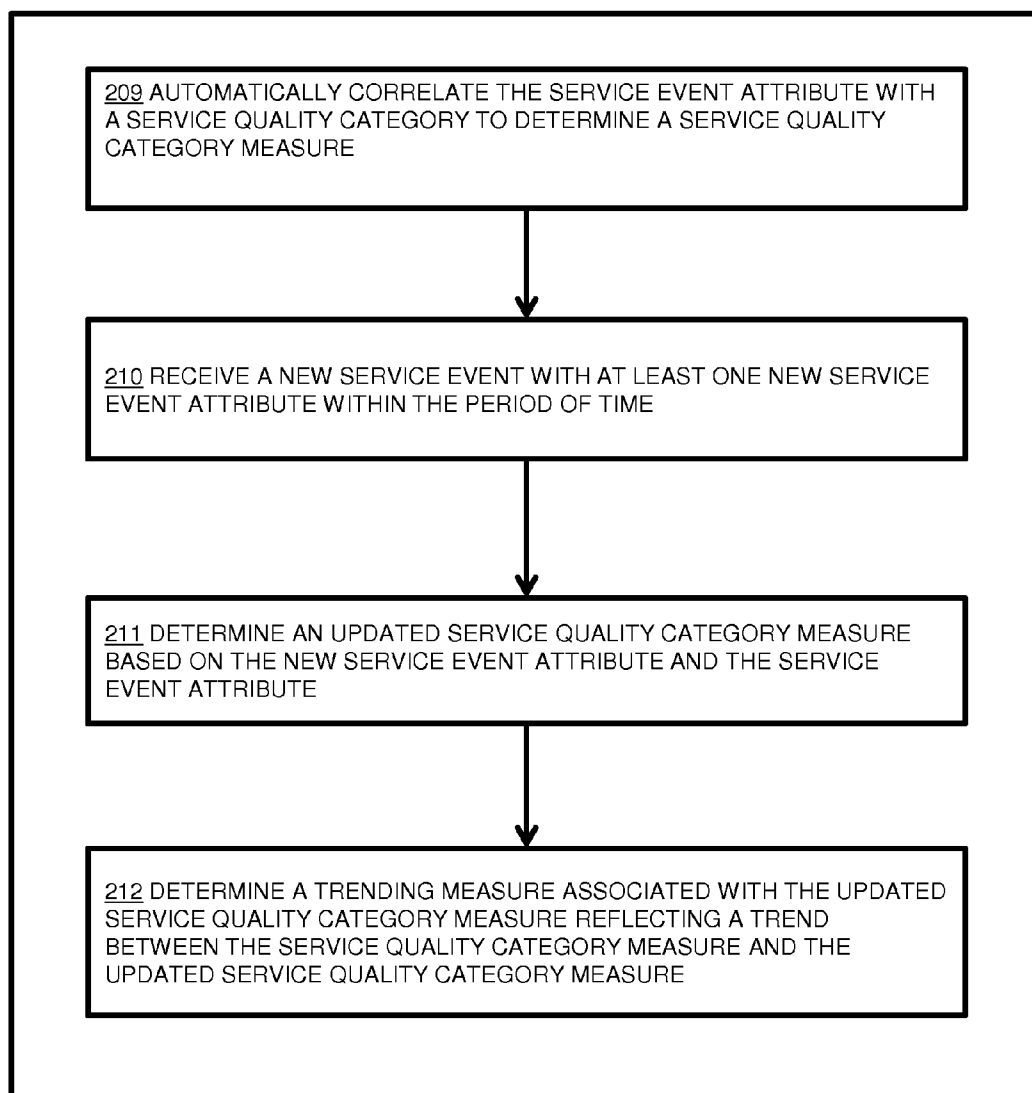 209 AUTOMATICALLY CORRELATE THE SERVICE EVENT ATTRIBUTE WITH
A SERVICE QUALITY CATEGORY TO DETERMINE A SERVICE QUALITY
CATEGORY MEASURE
210 RECEIVE A NEW SERVICE EVENT WITH AT LEAST ONE NEW SERVICE
EVENT ATTRIBUTE WITHIN THE PERIOD OF TIME
211 DETERMINE AN UPDATED SERVICE QUALITY CATEGORY MEASURE
BASED ON THE NEW SERVICE EVENT ATTRIBUTE AND THE SERVICE
EVENT ATTRIBUTE
212 DETERMINE A TRENDING MEASURE ASSOCIATED WITH THE UPDATED
SERVICE QUALITY CATEGORY MEASURE REFLECTING A TREND
BETWEEN THE SERVICE QUALITY CATEGORY MEASURE AND THE
UPDATED SERVICE QUALITY CATEGORY MEASURE